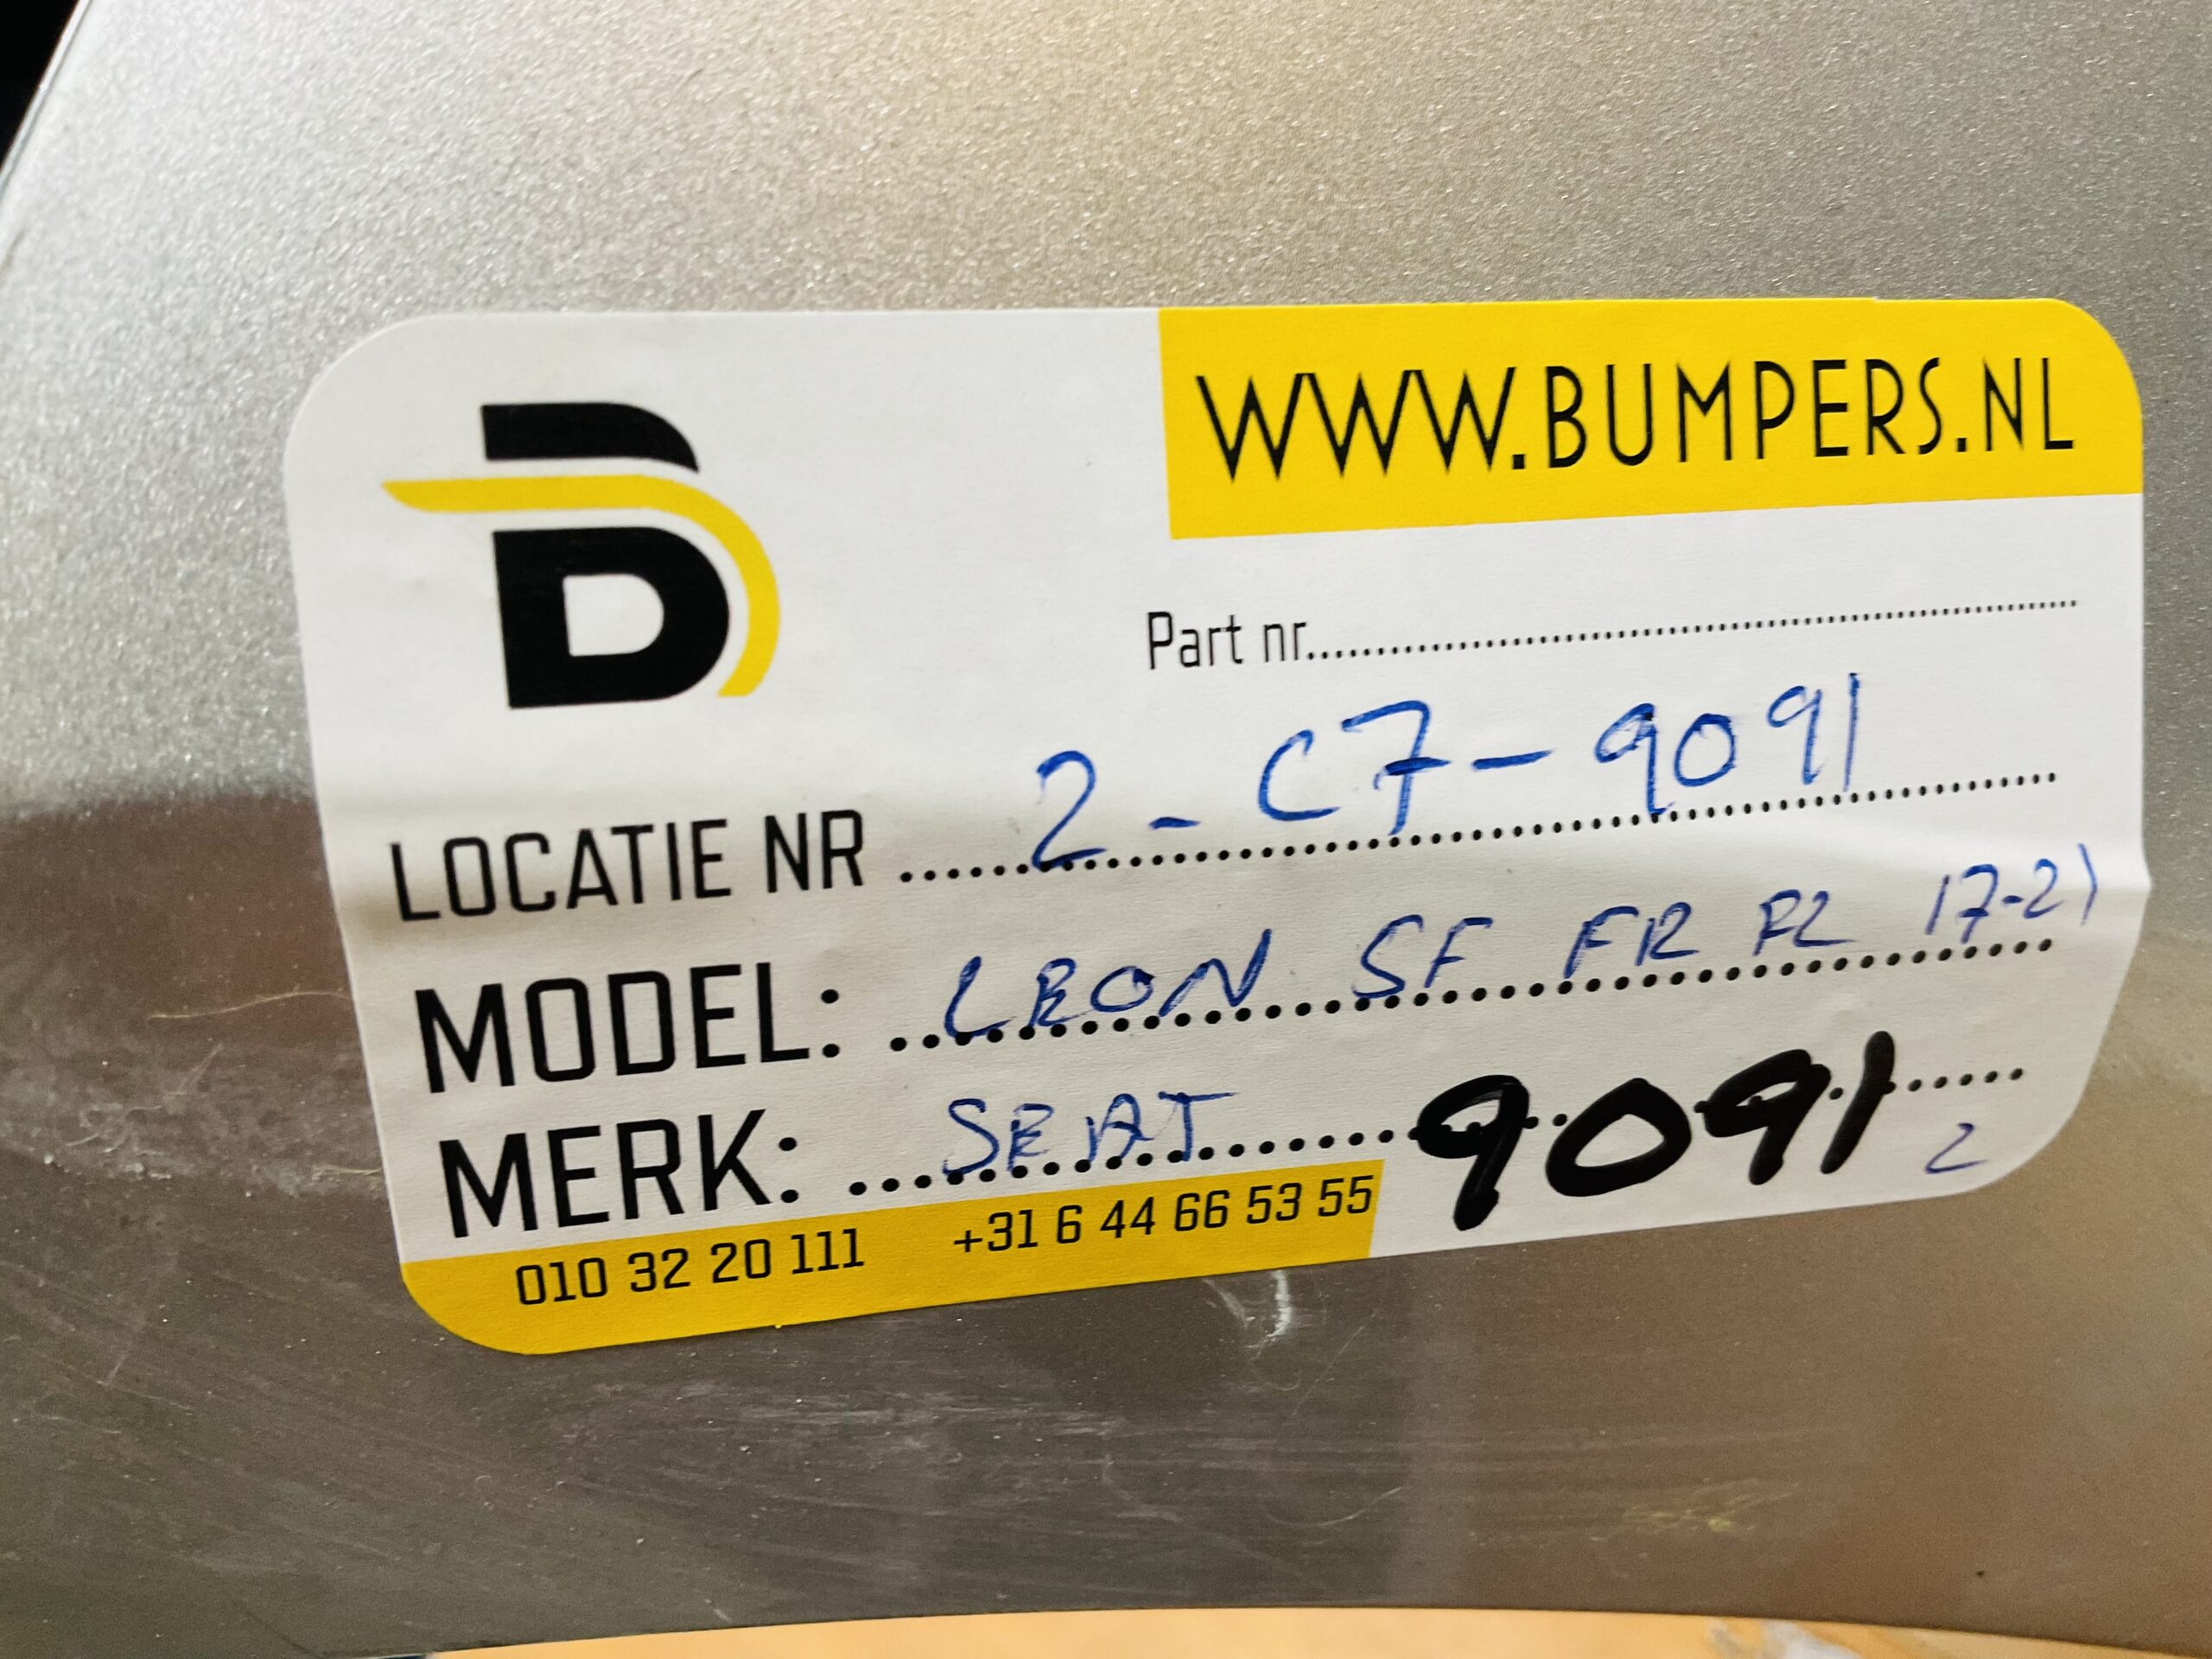 B
WWW.BUMPERS.NL
Part nr.
LOCATIE NR 2-C7-9091
MODEL: LEON SF FR FL 17-21
MERK: SEAT 9091
2
010 32 20 111 +31 6 44 66 53 55